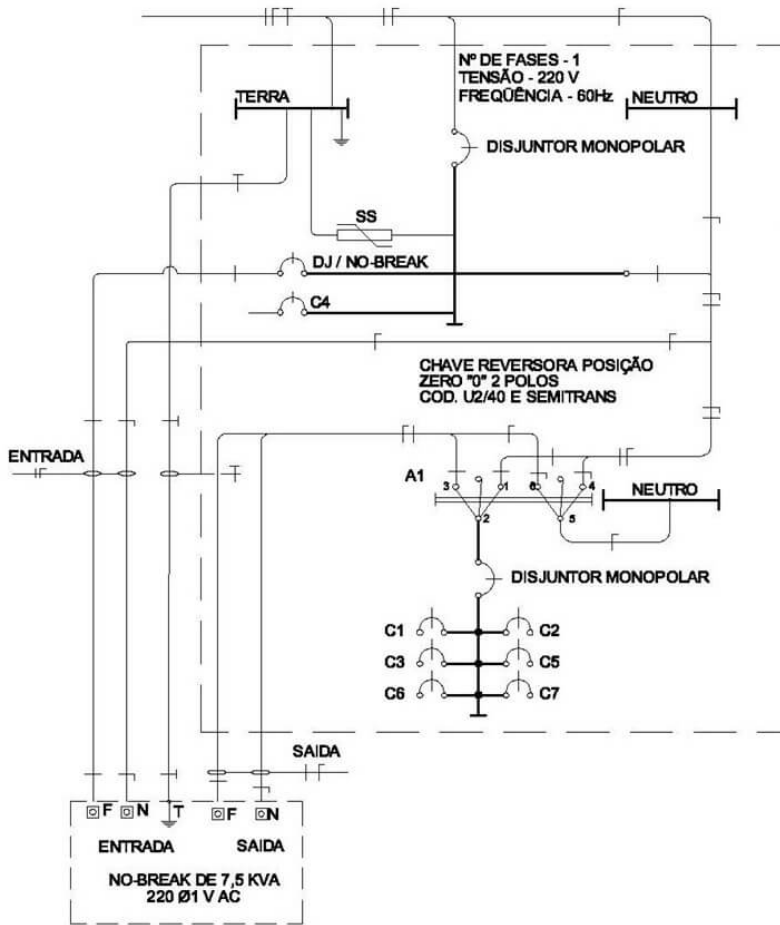 Nº DE FASES - 1
TENSÃO - 220 V
FREQÜÊNCIA - 60Hz
TERRA
NEUTRO
DISJUNTOR MONOPOLAR
SS
DJ / NO-BREAK
C4
CHAVE REVERSORA POSIÇÃO
ZERO "0" 2 POLOS
COD. U2/40 E SEMITRANS
ENTRADA
A1
3
1
6
4
NEUTRO
2
5
DISJUNTOR MONOPOLAR
C1
C2
C3
C5
C6
C7
SAIDA
F
N
T
F
N
ENTRADA
SAIDA
NO-BREAK DE 7,5 KVA
220 Ø1 V AC